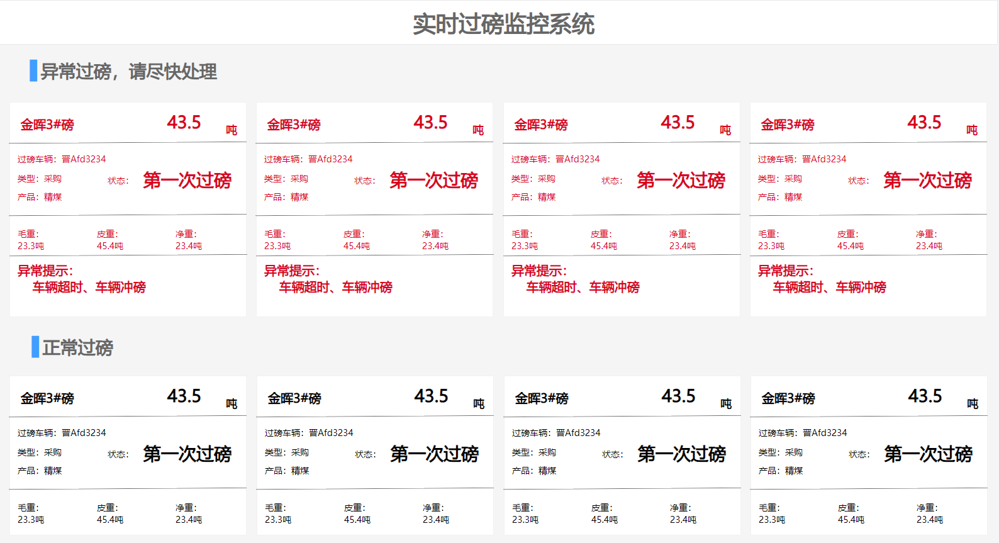 实时过磅监控系统
异常过磅，请尽快处理
金晖3#磅 43.5 吨
过磅车辆：晋Afd3234
类型：采购 状态： 第一次过磅
产品：精煤
毛重： 皮重： 净重：
23.3吨 45.4吨 23.4吨
异常提示：
车辆超时、车辆冲磅
金晖3#磅 43.5 吨
过磅车辆：晋Afd3234
类型：采购 状态： 第一次过磅
产品：精煤
毛重： 皮重： 净重：
23.3吨 45.4吨 23.4吨
异常提示：
车辆超时、车辆冲磅
金晖3#磅 43.5 吨
过磅车辆：晋Afd3234
类型：采购 状态： 第一次过磅
产品：精煤
毛重： 皮重： 净重：
23.3吨 45.4吨 23.4吨
异常提示：
车辆超时、车辆冲磅
金晖3#磅 43.5 吨
过磅车辆：晋Afd3234
类型：采购 状态： 第一次过磅
产品：精煤
毛重： 皮重： 净重：
23.3吨 45.4吨 23.4吨
异常提示：
车辆超时、车辆冲磅
正常过磅
金晖3#磅 43.5 吨
过磅车辆：晋Afd3234
类型：采购 状态： 第一次过磅
产品：精煤
毛重： 皮重： 净重：
23.3吨 45.4吨 23.4吨
金晖3#磅 43.5 吨
过磅车辆：晋Afd3234
类型：采购 状态： 第一次过磅
产品：精煤
毛重： 皮重： 净重：
23.3吨 45.4吨 23.4吨
金晖3#磅 43.5 吨
过磅车辆：晋Afd3234
类型：采购 状态： 第一次过磅
产品：精煤
毛重： 皮重： 净重：
23.3吨 45.4吨 23.4吨
金晖3#磅 43.5 吨
过磅车辆：晋Afd3234
类型：采购 状态： 第一次过磅
产品：精煤
毛重： 皮重： 净重：
23.3吨 45.4吨 23.4吨